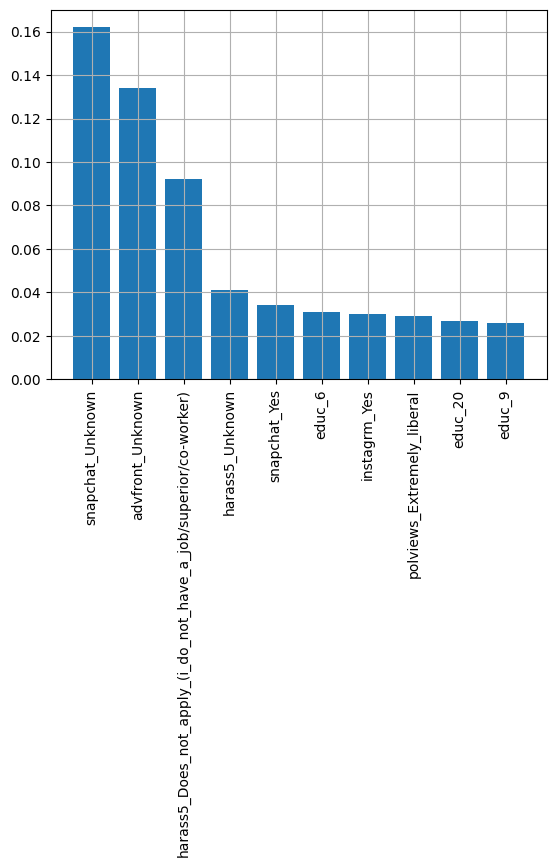 0.16
0.14
0.12
0.10
0.08
0.06
0.04
0.02
0.00
snapchat_Unknown
advfront_Unknown
harass5_Does_not_apply_(i_do_not_have_a_job/superior/co-worker)
harass5_Unknown
snapchat_Yes
educ_6
instagrm_Yes
polviews_Extremely_liberal
educ_20
educ_9